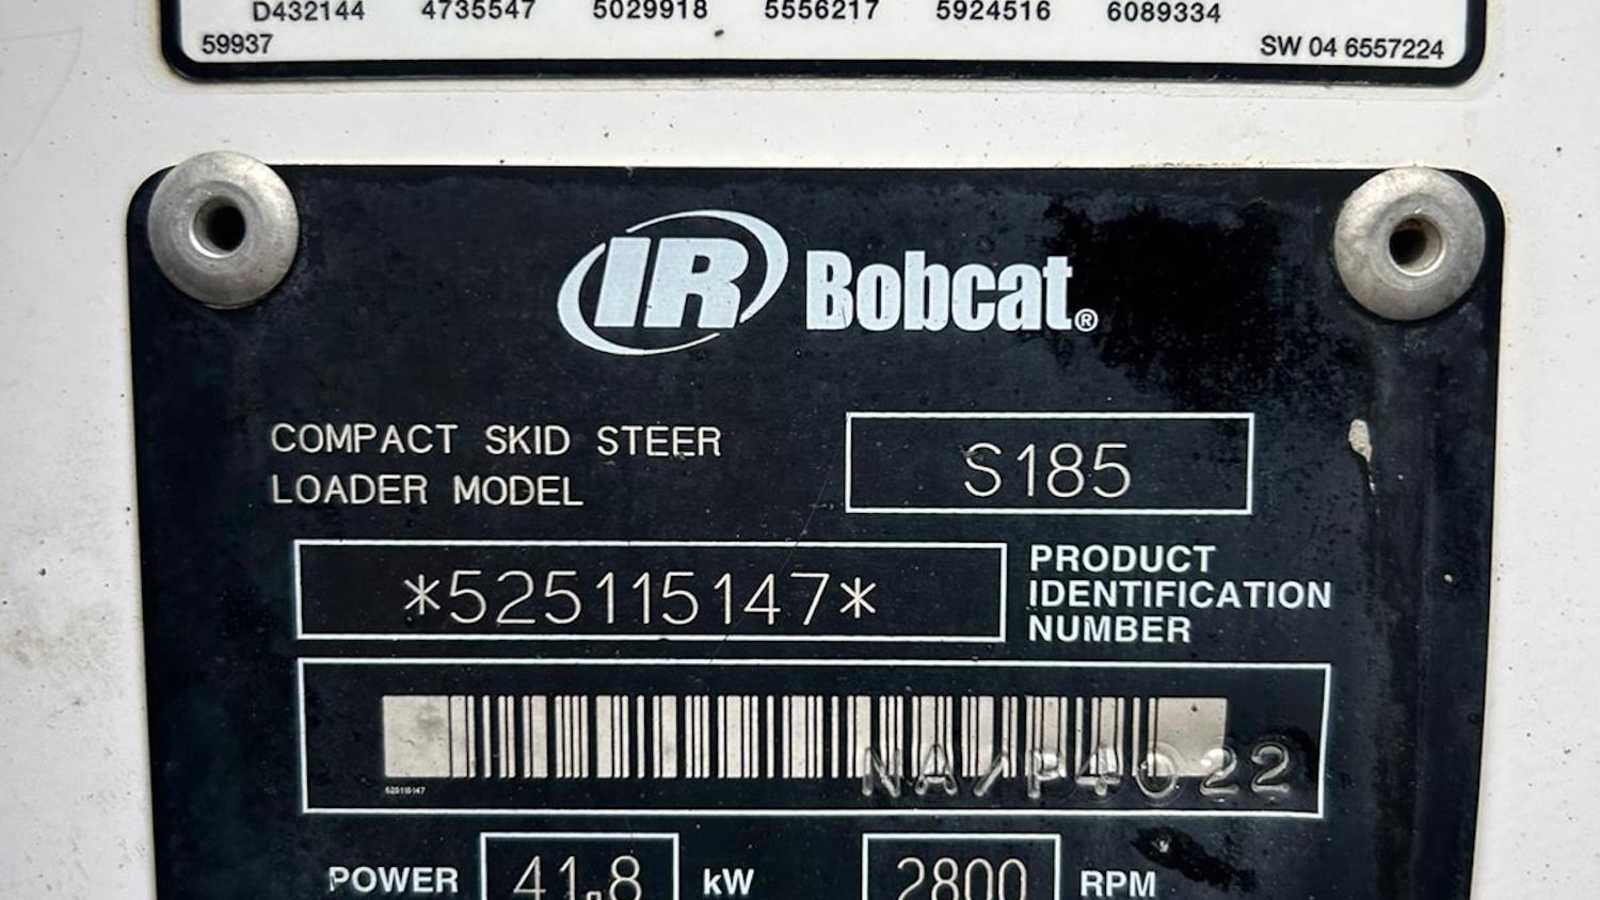 D432144 4735547 5029918 5556217 5924516 6089334
59937 SW 04 6557224
IR Bobcat®
COMPACT SKID STEER
LOADER MODEL
S185
*525115147*
PRODUCT
IDENTIFICATION
NUMBER
525115147
NA/P4022
POWER 41.8 kW 2800 RPM